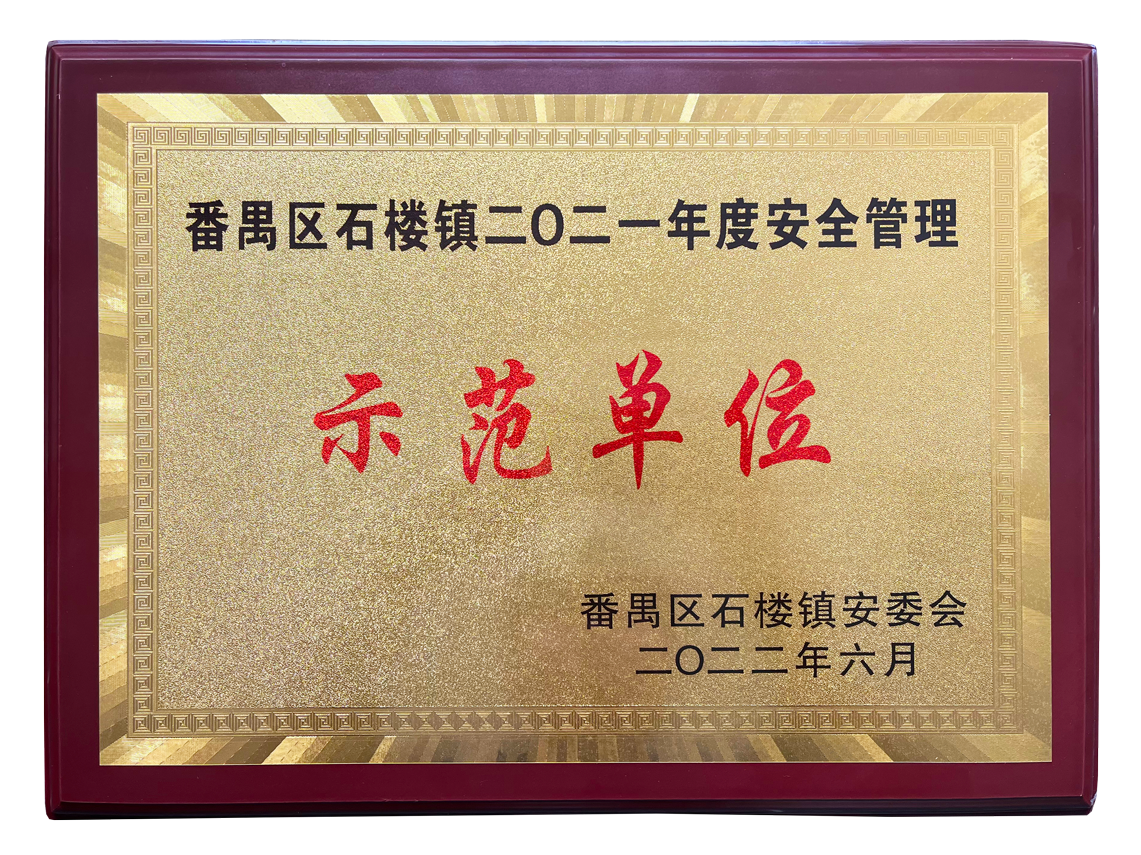 番禺区石楼镇二〇二一年度安全管理
示范单位
番禺区石楼镇安委会
二〇二二年六月